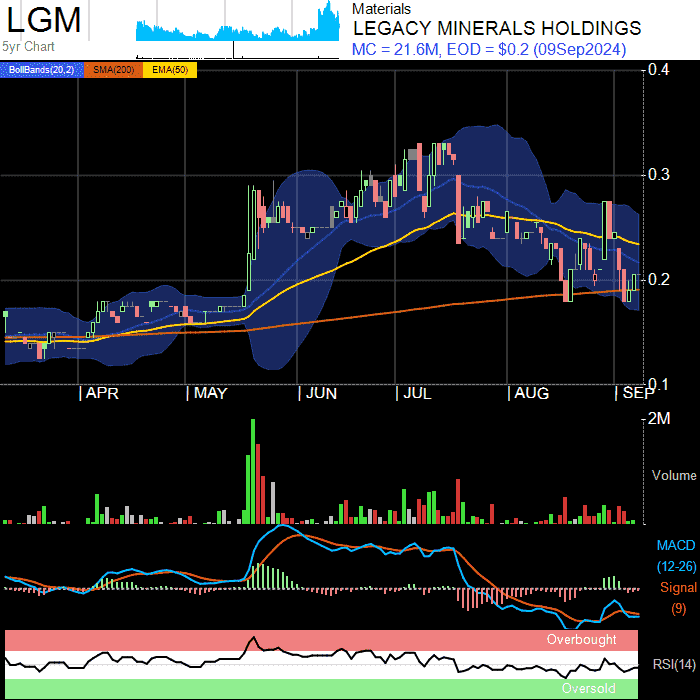 LGM
5yr Chart
Materials
LEGACY MINERALS HOLDINGS
MC = 21.6M, EOD = $0.2 (09Sep2024)
BollBands(20,2) SMA(200) EMA(50)
0.4
0.3
0.2
0.1
APR MAY JUN JUL AUG SEP
2M
Volume
MACD
(12-26)
Signal
(9)
Overbought
RSI(14)
Oversold